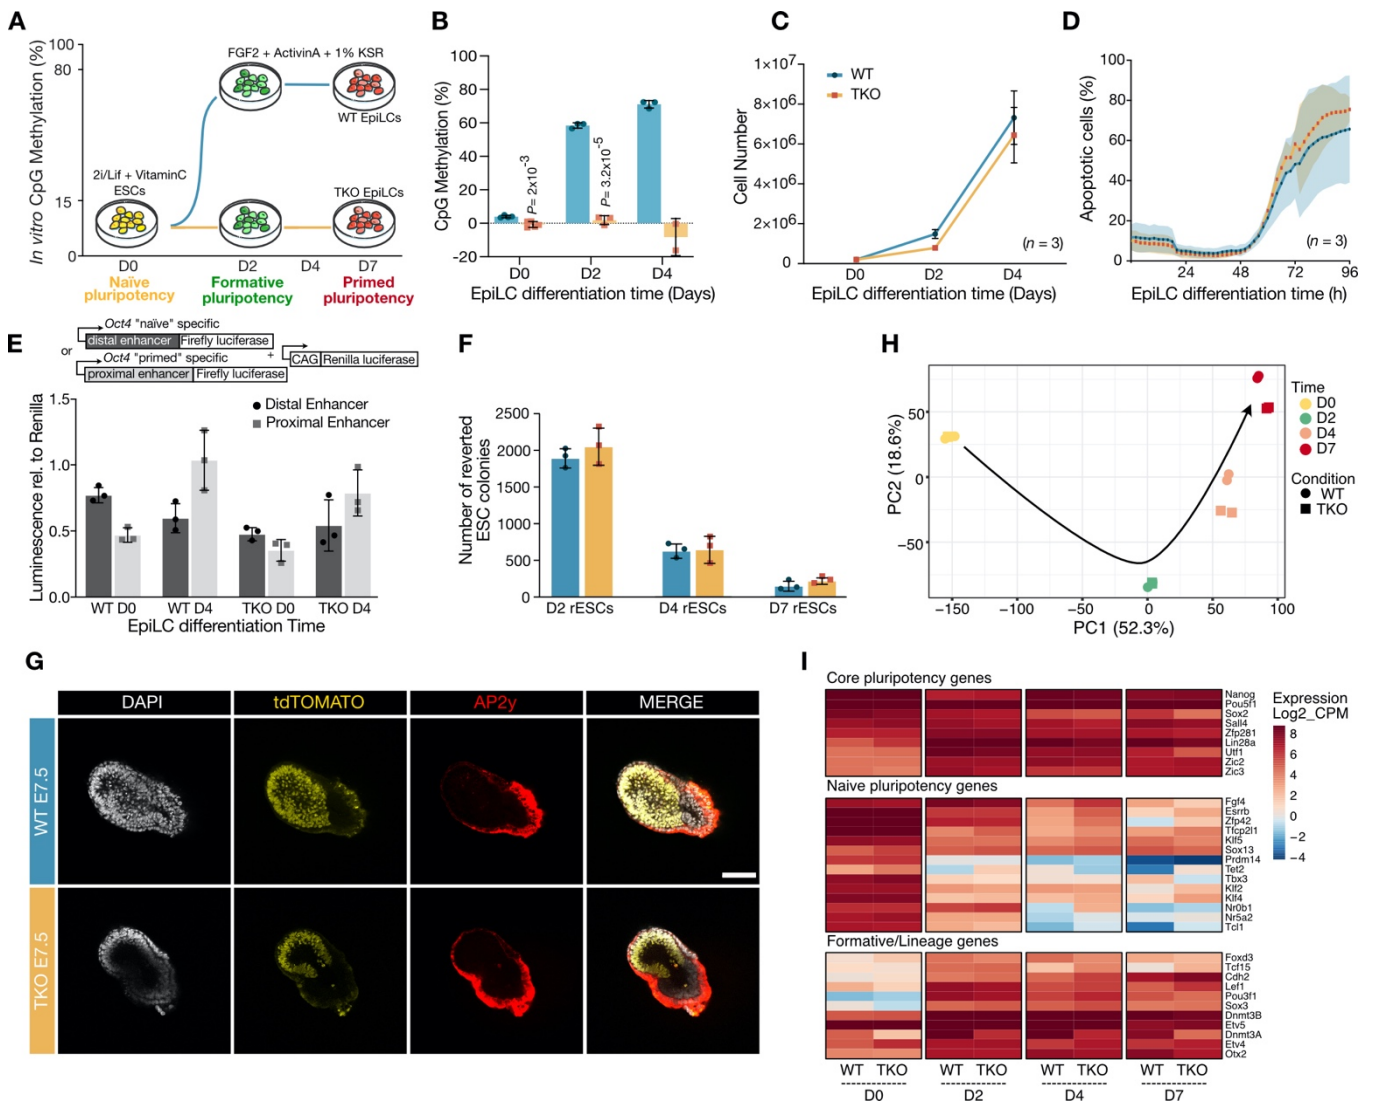 A
In vitro CpG Methylation (%)
100
80
15
0
FGF2 + ActivinA + 1% KSR
WT EpiLCs
2i/Lif + VitaminC
ESCs
TKO EpiLCs
D0
D2
D4
D7
Naïve
pluripotency
Formative
pluripotency
Primed
pluripotency
B
CpG Methylation (%)
100
80
60
40
20
0
-20
P= 2x10-3
P= 3.2x10-5
D0
D2
D4
EpiLC differentiation time (Days)
C
Cell Number
1×10⁷
8×10⁶
6×10⁶
4×10⁶
2×10⁶
0
WT
TKO
(n = 3)
D0
D2
D4
EpiLC differentiation time (Days)
D
Apoptotic cells (%)
100
80
60
40
20
0
(n = 3)
24
48
72
96
EpiLC differentiation time (h)
E
Oct4 "naïve" specific
distal enhancer
Firefly luciferase
or
Oct4 "primed" specific
proximal enhancer
Firefly luciferase
+
CAG
Renilla luciferase
Luminescence rel. to Renilla
1.5
1.0
0.5
0.0
Distal Enhancer
Proximal Enhancer
WT D0
WT D4
TKO D0
TKO D4
EpiLC differentiation Time
F
Number of reverted
ESC colonies
2500
2000
1500
1000
500
0
D2 rESCs
D4 rESCs
D7 rESCs
H
PC2 (18.6%)
50
0
−50
−150
−100
−50
0
50
100
PC1 (52.3%)
Time
D0
D2
D4
D7
Condition
WT
TKO
G
DAPI
tdTOMATO
AP2y
MERGE
WT E7.5
TKO E7.5
I
Core pluripotency genes
Nanog
Pou5f1
Sox2
Sall4
Zfp281
Lin28a
Utf1
Zic2
Zic3
Naive pluripotency genes
Fgf4
Esrrb
Zfp42
Tfcp2l1
Klf5
Sox13
Prdm14
Tet2
Tbx3
Klf2
Klf4
Nr0b1
Nr5a2
Tcl1
Formative/Lineage genes
Foxd3
Tcf15
Cdh2
Lef1
Pou3f1
Sox3
Dnmt3B
Etv5
Dnmt3A
Etv4
Otx2
WT TKO WT TKO WT TKO WT TKO
D0 D2 D4 D7
Expression
Log2_CPM
8
6
4
2
0
−2
−4